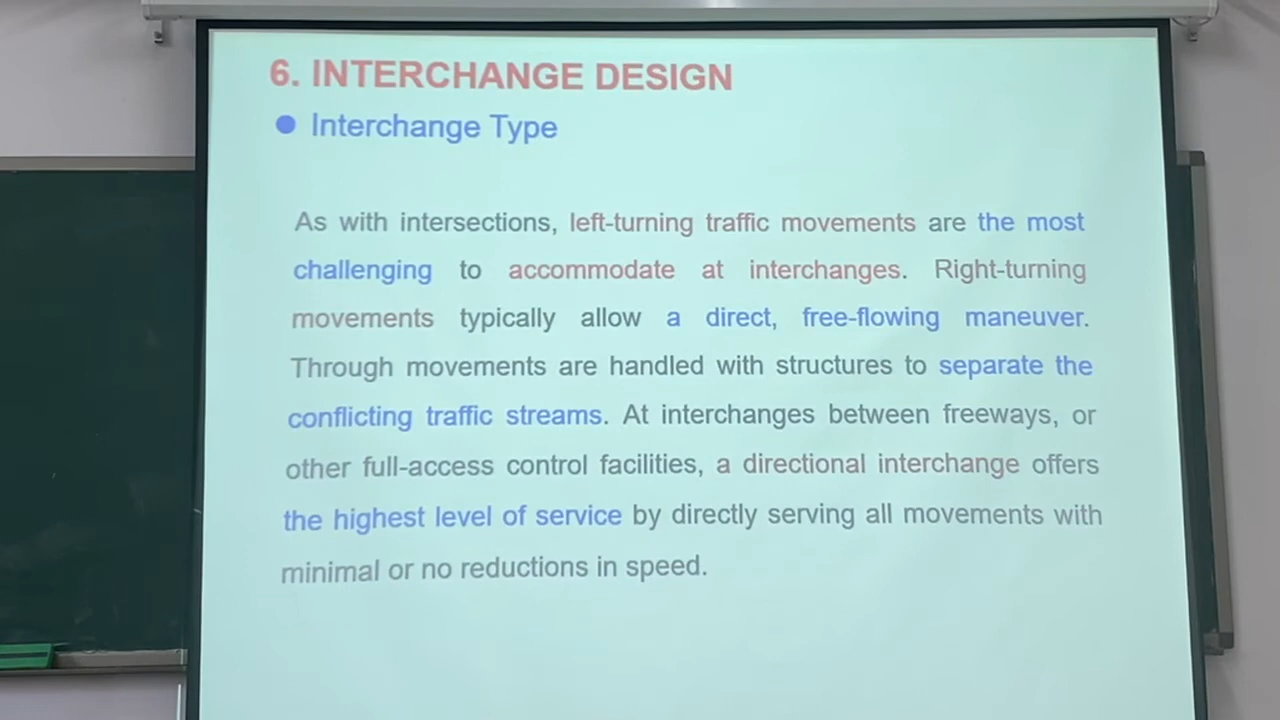 6. INTERCHANGE DESIGN
● Interchange Type
As with intersections, left-turning traffic movements are the most
challenging to accommodate at interchanges. Right-turning
movements typically allow a direct, free-flowing maneuver.
Through movements are handled with structures to separate the
conflicting traffic streams. At interchanges between freeways, or
other full-access control facilities, a directional interchange offers
the highest level of service by directly serving all movements with
minimal or no reductions in speed.